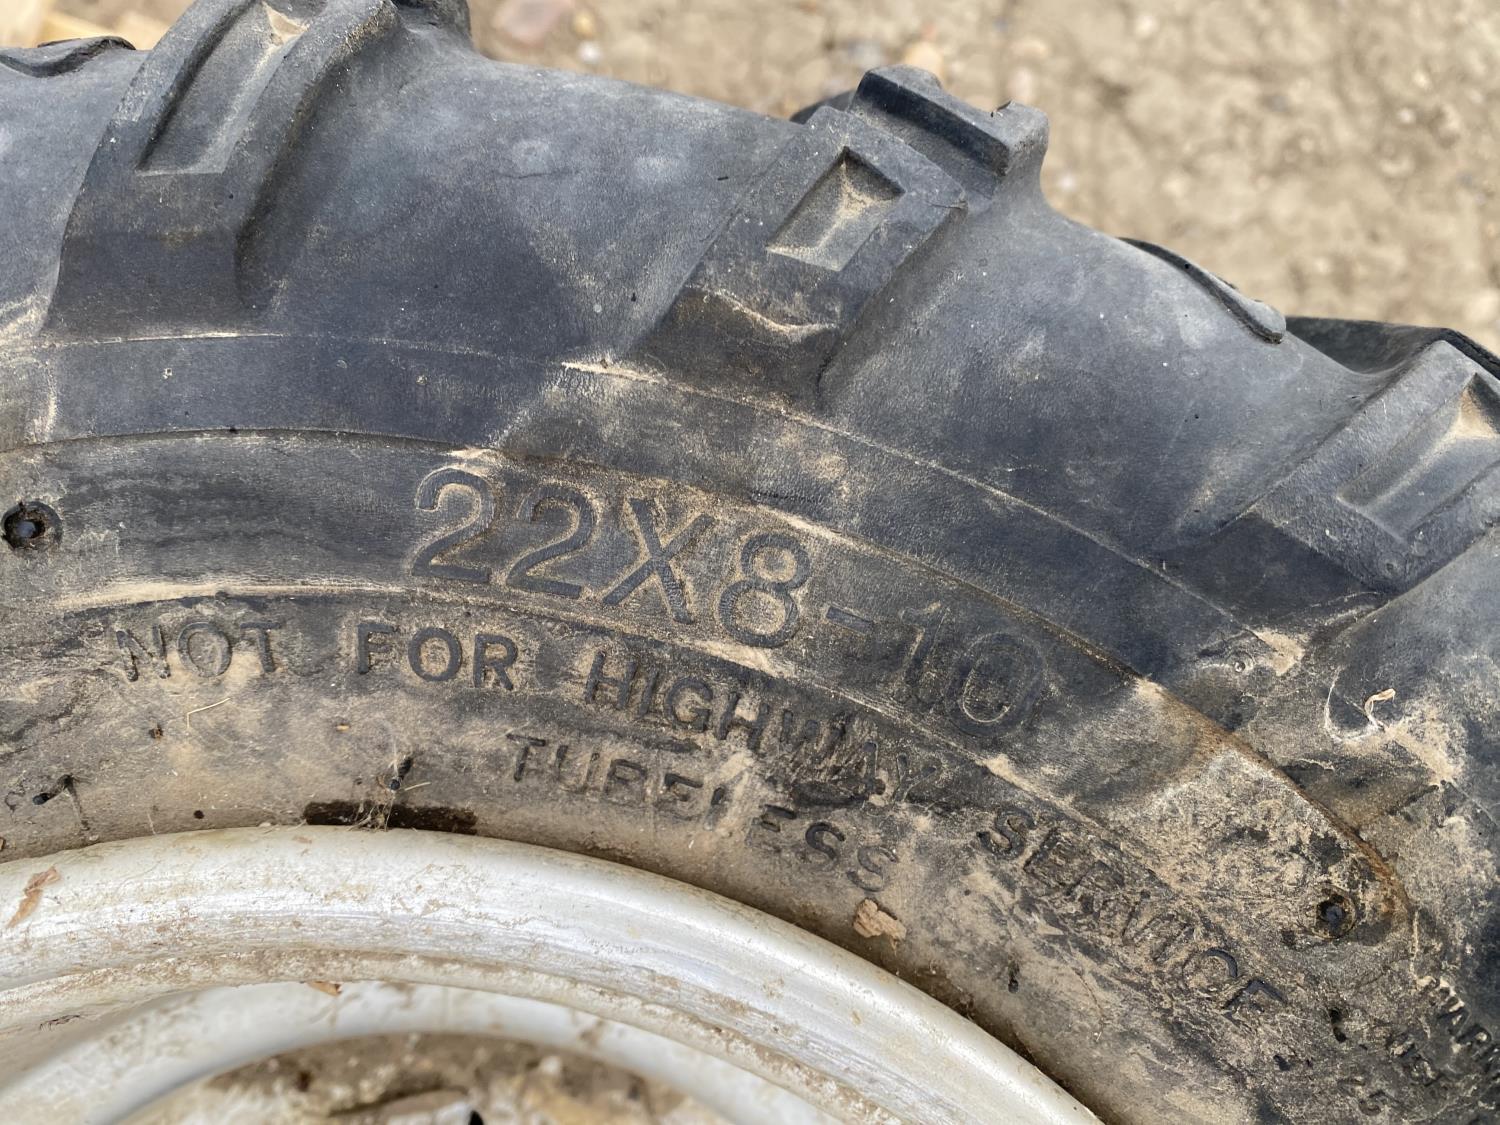 22X8-10
NOT FOR HIGHWAY SERVICE
TUBELESS